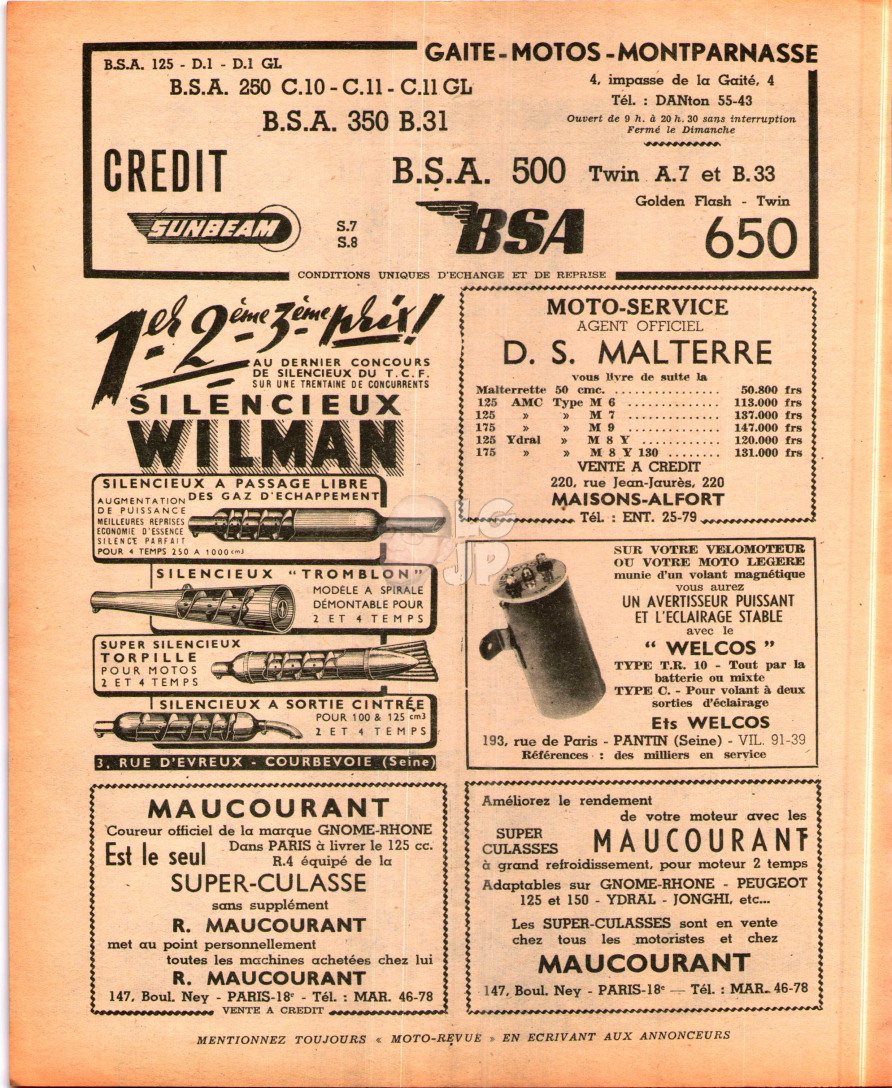 GAITE-MOTOS-MONTPARNASSE
4, impasse de la Gaité, 4
Tél. : DANton 55-43
Ouvert de 9 h. à 20 h. 30 sans interruption
Fermé le Dimanche
B.S.A. 125 - D.1 - D.1 GL
B.S.A. 250 C.10 - C.11 - C.11 GL
B.S.A. 350 B.31
CREDIT
B.S.A. 500 Twin A.7 et B.33
Golden Flash - Twin
650
SUNBEAM
S.7
S.8
BSA
CONDITIONS UNIQUES D'ECHANGE ET DE REPRISE
1er 2ème 3ème prix!
AU DERNIER CONCOURS
DE SILENCIEUX DU T.C.F.
SUR UNE TRENTAINE DE CONCURRENTS
SILENCIEUX
WILMAN
SILENCIEUX A PASSAGE LIBRE
DES GAZ D'ECHAPPEMENT
AUGMENTATION
DE PUISSANCE
MEILLEURES REPRISES
ECONOMIE D'ESSENCE
SILENCE PARFAIT
POUR 4 TEMPS 250 A 1000 cm3
SILENCIEUX "TROMBLON"
MODÈLE A SPIRALE
DÉMONTABLE POUR
2 ET 4 TEMPS
SUPER SILENCIEUX
TORPILLE
POUR MOTOS
2 ET 4 TEMPS
SILENCIEUX A SORTIE CINTRÉE
POUR 100 & 125 cm3
2 ET 4 TEMPS
3, RUE D'EVREUX - COURBEVOIE (Seine)
MOTO-SERVICE
AGENT OFFICIEL
D. S. MALTERRE
vous livre de suite la
Malterrette 50 cmc. ................ 50.800 frs
125 AMC Type M 6 .............. 113.000 frs
125 » » M 7 .............. 137.000 frs
175 » » M 9 .............. 147.000 frs
125 Ydral » M 8 Y ............ 120.000 frs
175 » » M 8 Y 130 ........ 131.000 frs
VENTE A CREDIT
220, rue Jean-Jaurès, 220
MAISONS-ALFORT
Tél. : ENT. 25-79
LG
JP
SUR VOTRE VELOMOTEUR
OU VOTRE MOTO LEGERE
munie d'un volant magnétique
vous aurez
UN AVERTISSEUR PUISSANT
ET L'ECLAIRAGE STABLE
avec le
" WELCOS "
TYPE T.R. 10 - Tout par la
batterie ou mixte
TYPE C. - Pour volant à deux
sorties d'éclairage
Ets WELCOS
193, rue de Paris - PANTIN (Seine) - VIL. 91-39
Références : des milliers en service
MAUCOURANT
Coureur officiel de la marque GNOME-RHONE
Est le seul Dans PARIS à livrer le 125 cc.
R.4 équipé de la
SUPER-CULASSE
sans supplément
R. MAUCOURANT
met au point personnellement
toutes les machines achetées chez lui
R. MAUCOURANT
147, Boul. Ney - PARIS-18e - Tél. : MAR. 46-78
VENTE A CREDIT
Améliorez le rendement
de votre moteur avec les
SUPER
CULASSES MAUCOURANT
à grand refroidissement, pour moteur 2 temps
Adaptables sur GNOME-RHONE - PEUGEOT
125 et 150 - YDRAL - JONGHI, etc...
Les SUPER-CULASSES sont en vente
chez tous les motoristes et chez
MAUCOURANT
147, Boul. Ney - PARIS-18e — Tél. : MAR. 46-78
MENTIONNEZ TOUJOURS « MOTO-REVUE » EN ECRIVANT AUX ANNONCEURS